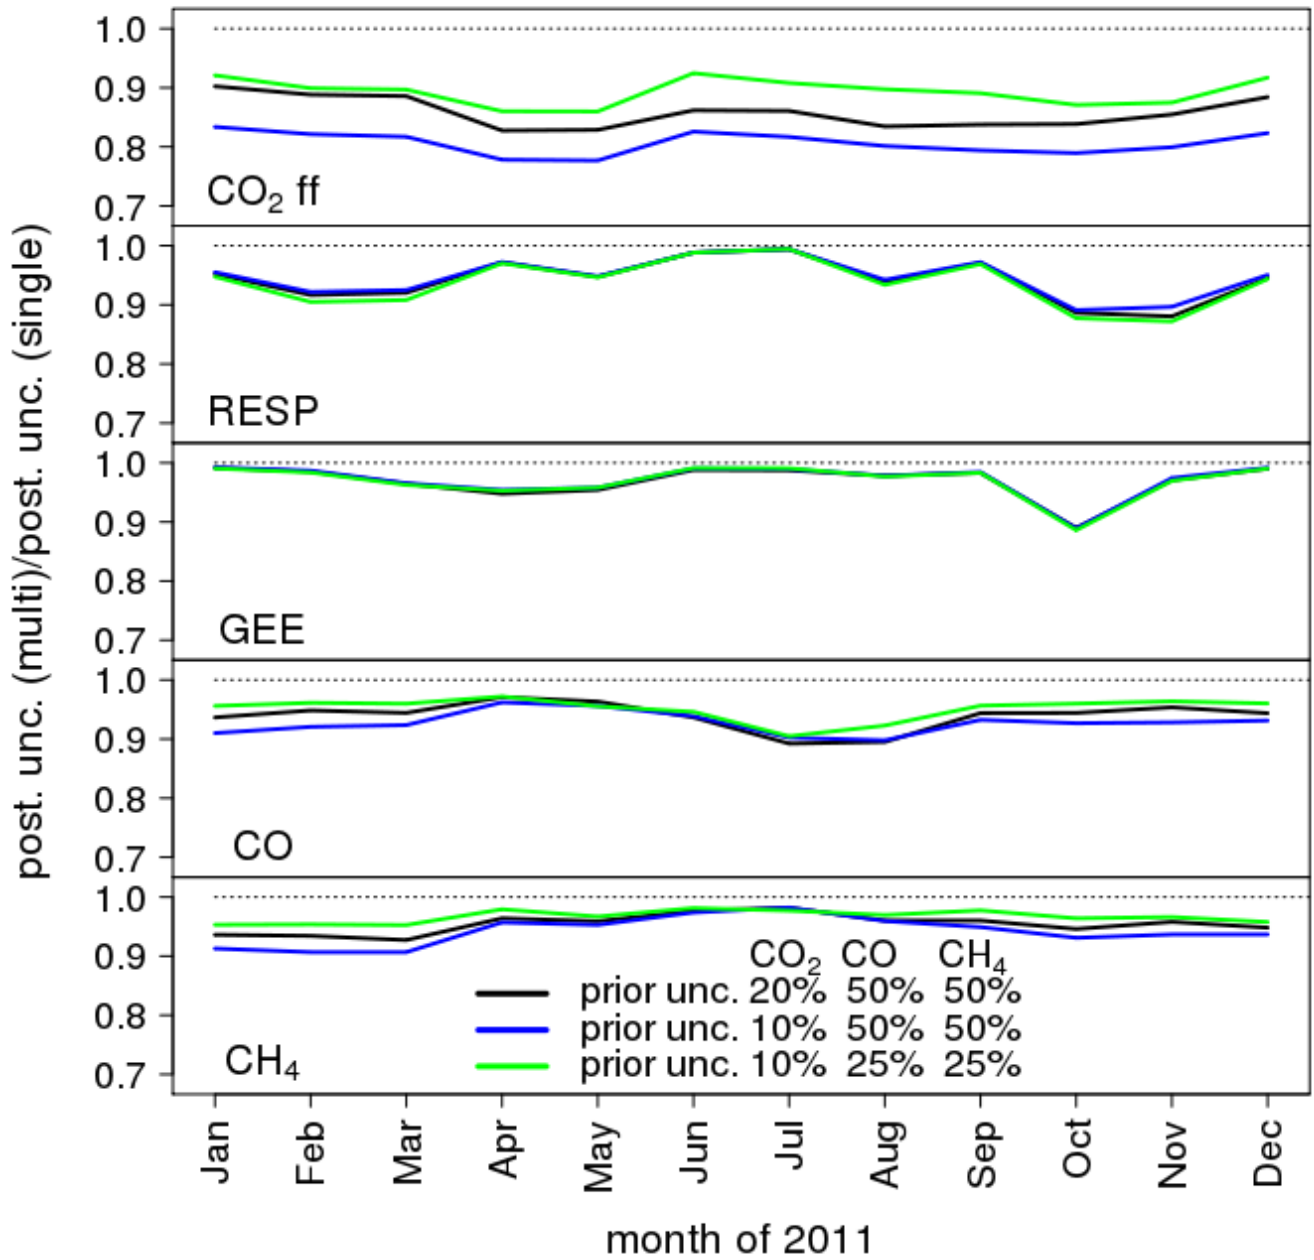 post. unc. (multi)/post. unc. (single)
1.0
0.9
0.8
0.7
CO₂ ff
1.0
0.9
0.8
0.7
RESP
1.0
0.9
0.8
0.7
GEE
1.0
0.9
0.8
0.7
CO
1.0
0.9
0.8
0.7
CH₄
CO₂ CO CH₄
prior unc. 20% 50% 50%
prior unc. 10% 50% 50%
prior unc. 10% 25% 25%
Jan Feb Mar Apr May Jun Jul Aug Sep Oct Nov Dec
month of 2011